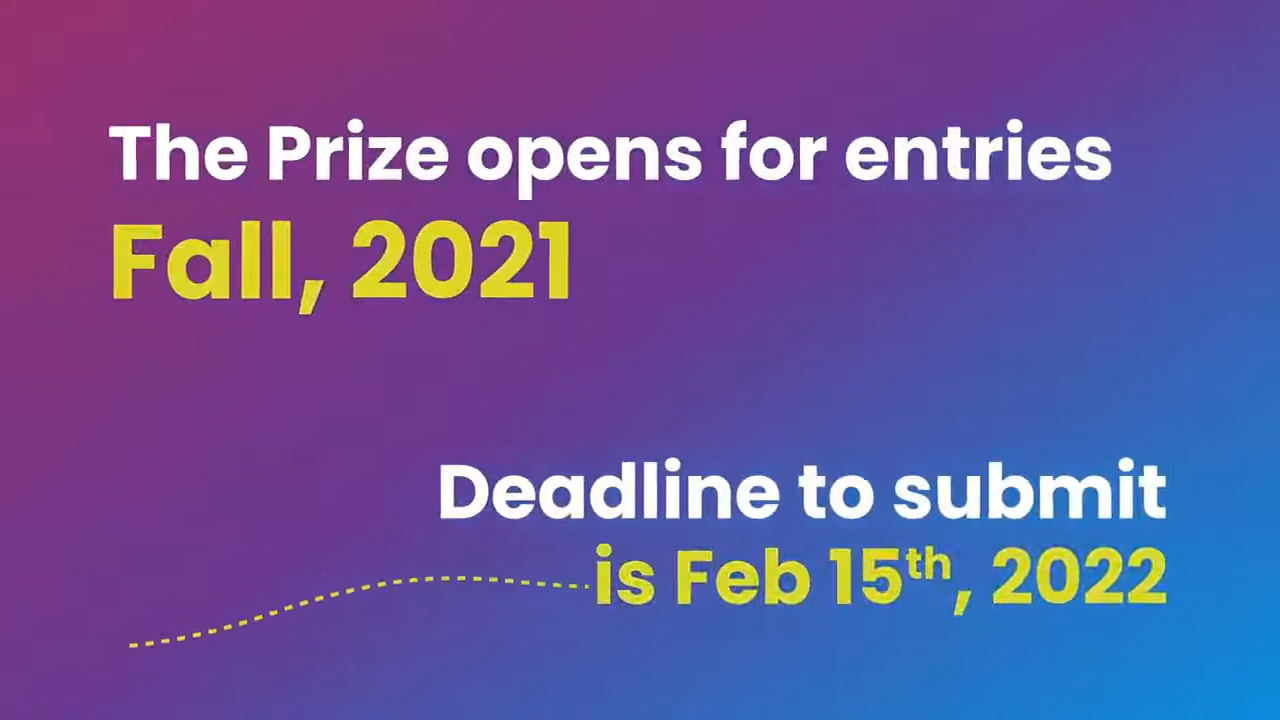 The Prize opens for entries
Fall, 2021
Deadline to submit
is Feb 15th, 2022